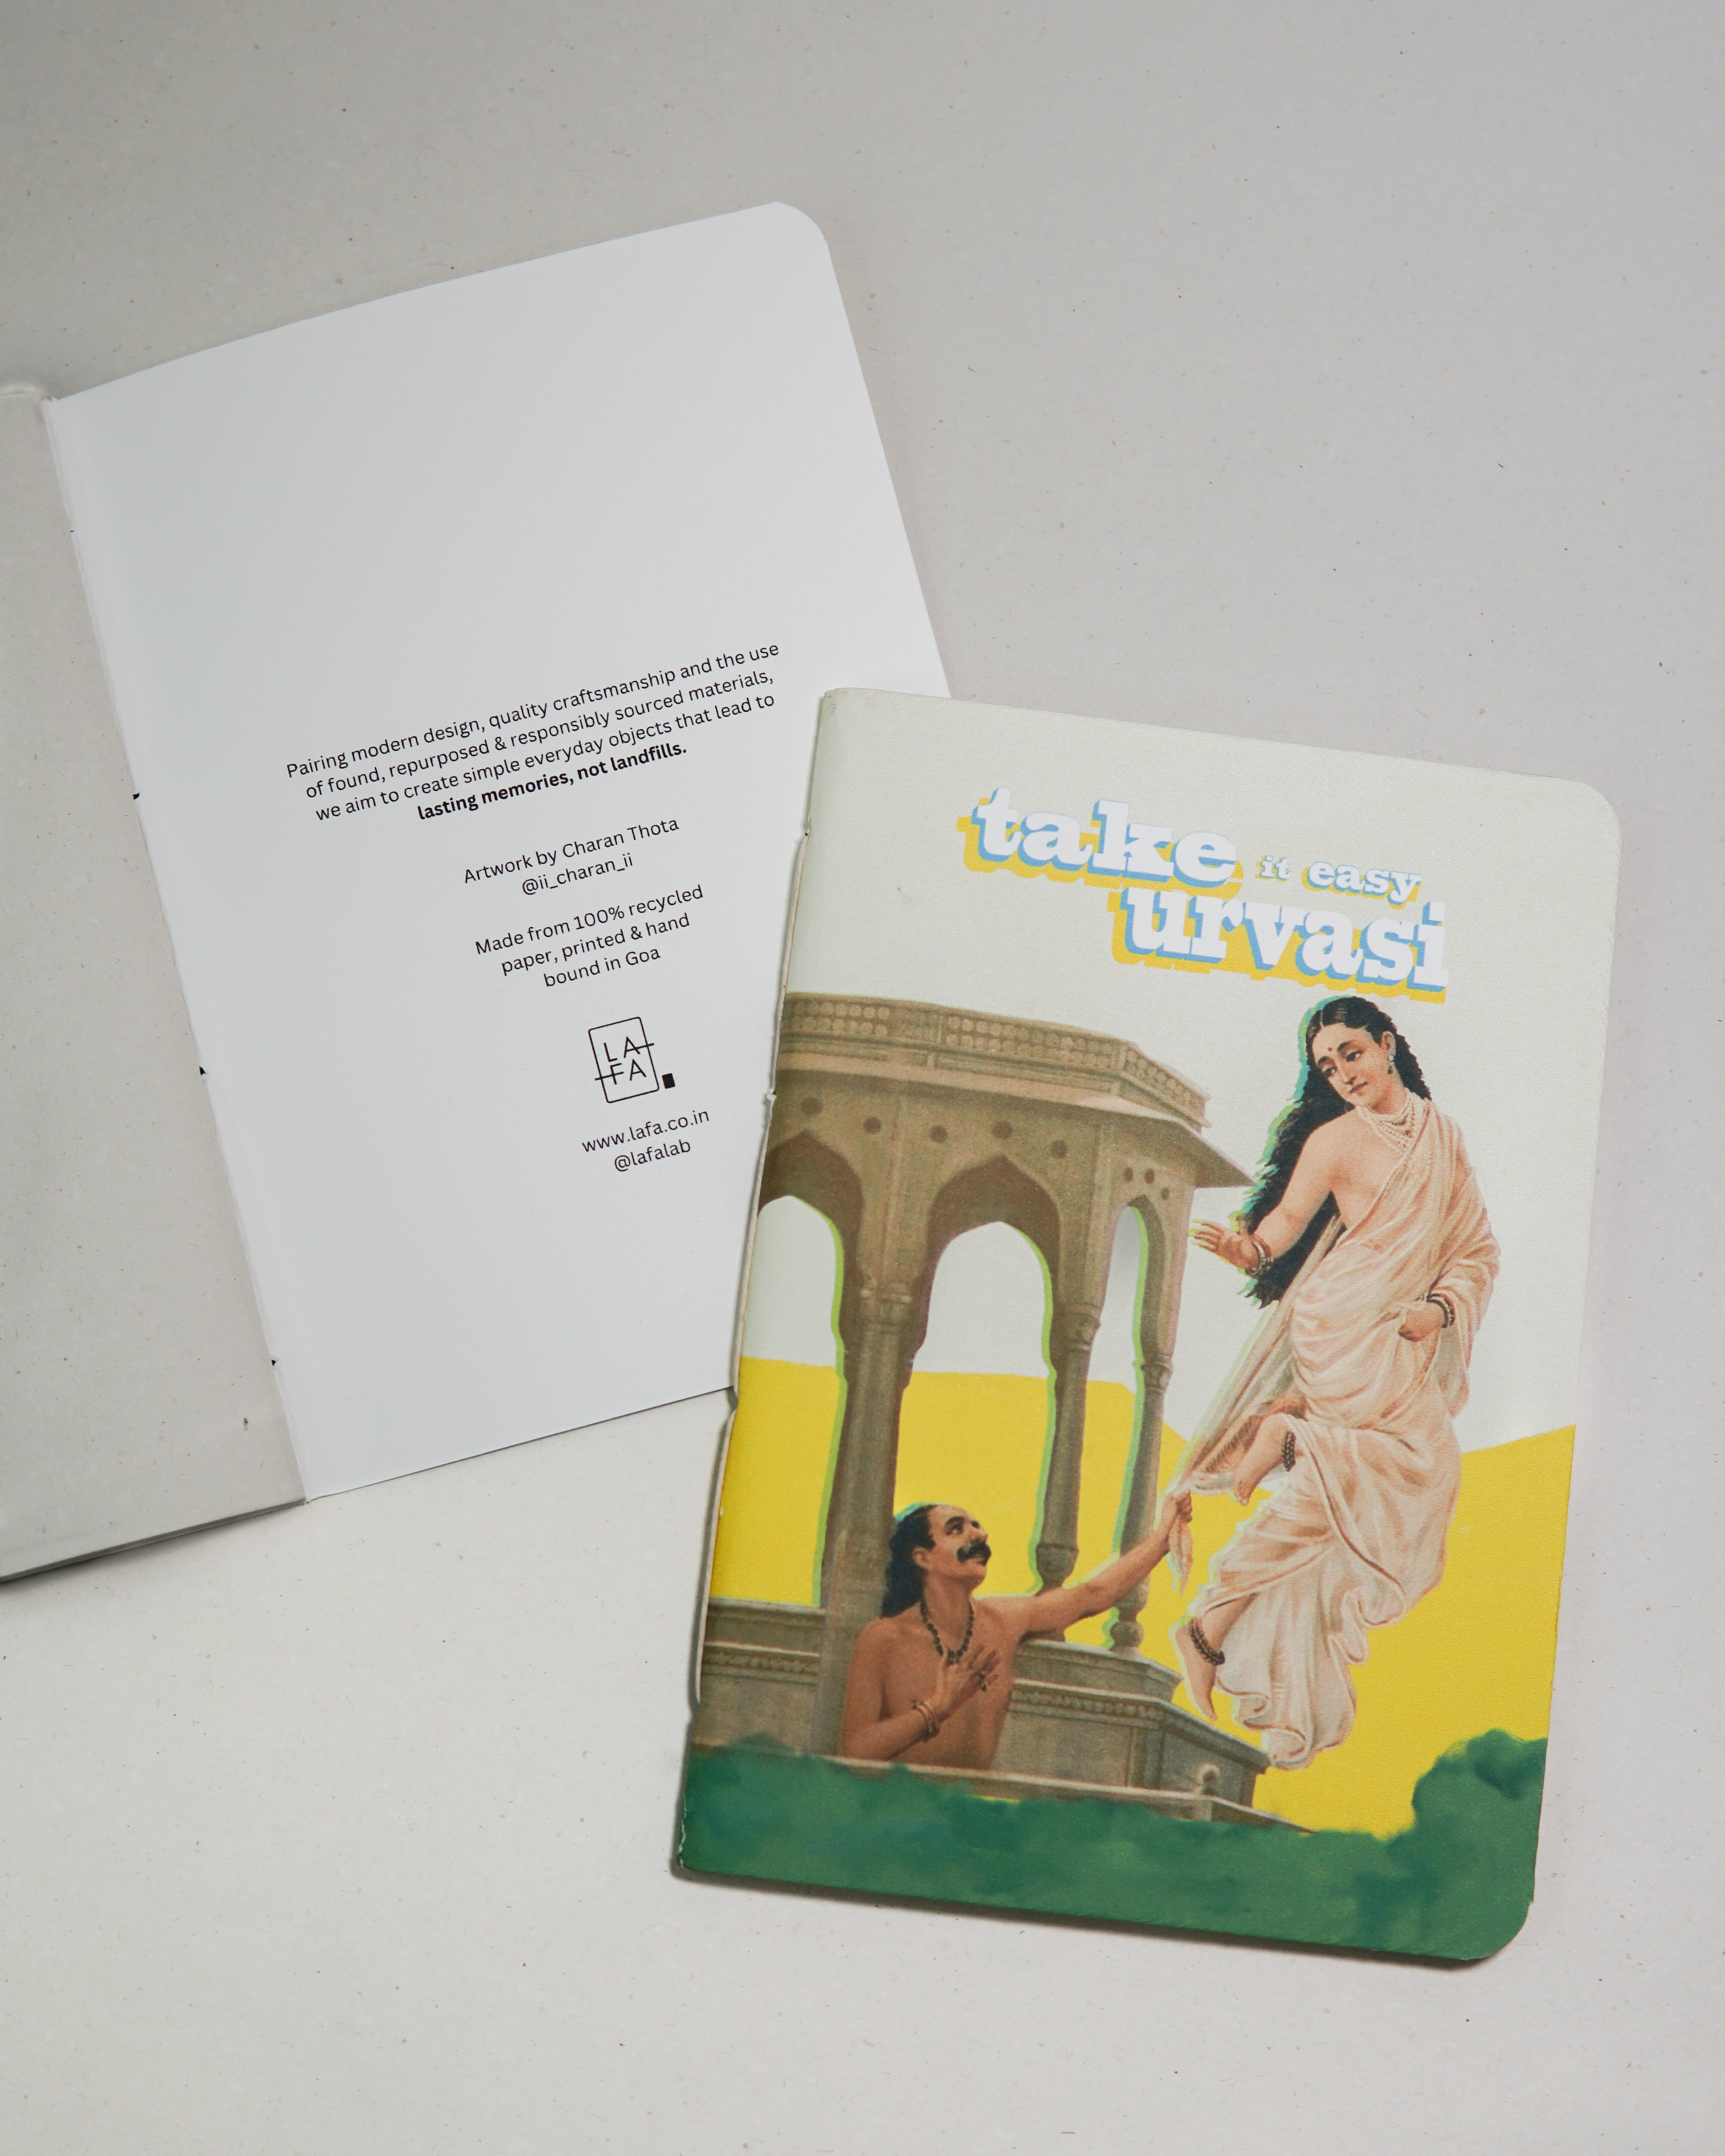 Pairing modern design, quality craftsmanship and the use
of found, repurposed & responsibly sourced materials,
we aim to create simple everyday objects that lead to
lasting memories, not landfills.
Artwork by Charan Thota
@ii_charan_ii
Made from 100% recycled
paper, printed & hand
bound in Goa
LA
FA
www.lafa.co.in
@lafalab
take it easy
urvasi